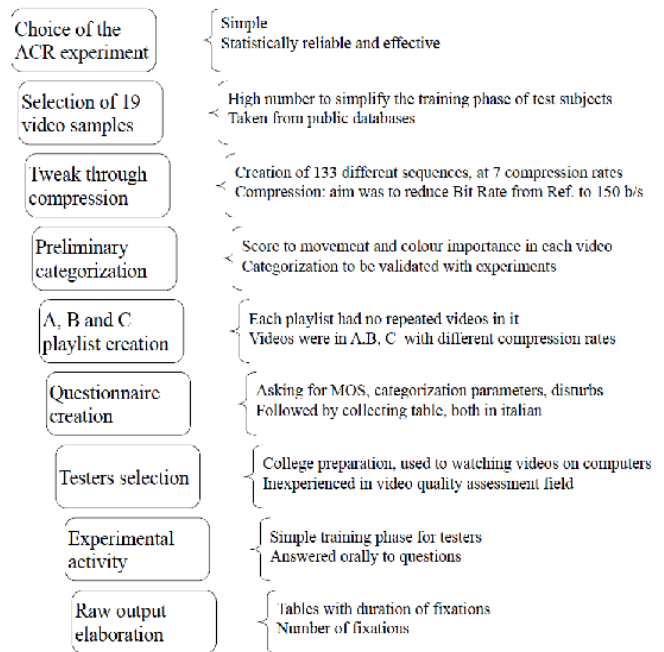 Choice of the
ACR experiment
Simple
Statistically reliable and effective
Selection of 19
video samples
High number to simplify the training phase of test subjects
Taken from public databases
Tweak through
compression
Creation of 133 different sequences, at 7 compression rates
Compression: aim was to reduce Bit Rate from Ref. to 150 b/s
Preliminary
categorization
Score to movement and colour importance in each video
Categorization to be validated with experiments
A, B and C
playlist creation
Each playlist had no repeated videos in it
Videos were in A,B, C with different compression rates
Questionnaire
creation
Asking for MOS, categorization parameters, disturbs
Followed by collecting table, both in italian
Testers selection
College preparation, used to watching videos on computers
Inexperienced in video quality assessment field
Experimental
activity
Simple training phase for testers
Answered orally to questions
Raw output
elaboration
Tables with duration of fixations
Number of fixations